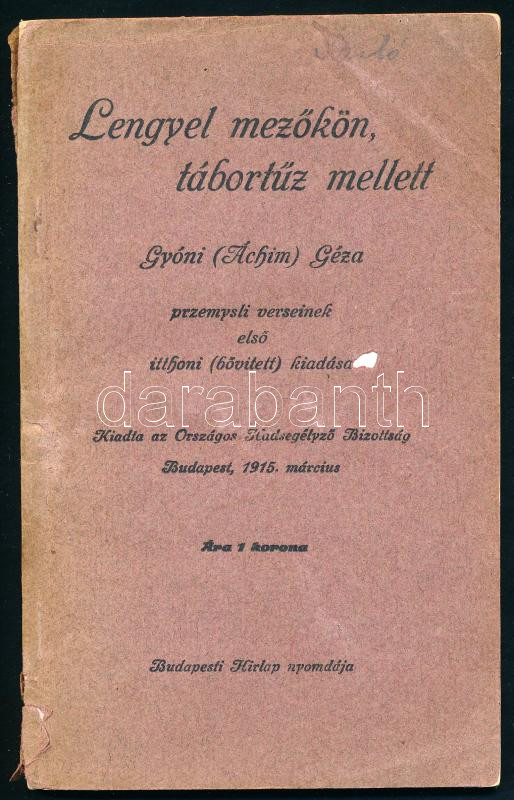 Lengyel mezőkön,
tábortűz mellett
Gyóni (Áchim) Géza
przemysli verseinek
első
itthoni (bővitett) kiadása
darabanth
Kiadta az Országos Hadsegélyző Bizottság
Budapest, 1915. március
Ára 1 korona
Budapesti Hirlap nyomdája